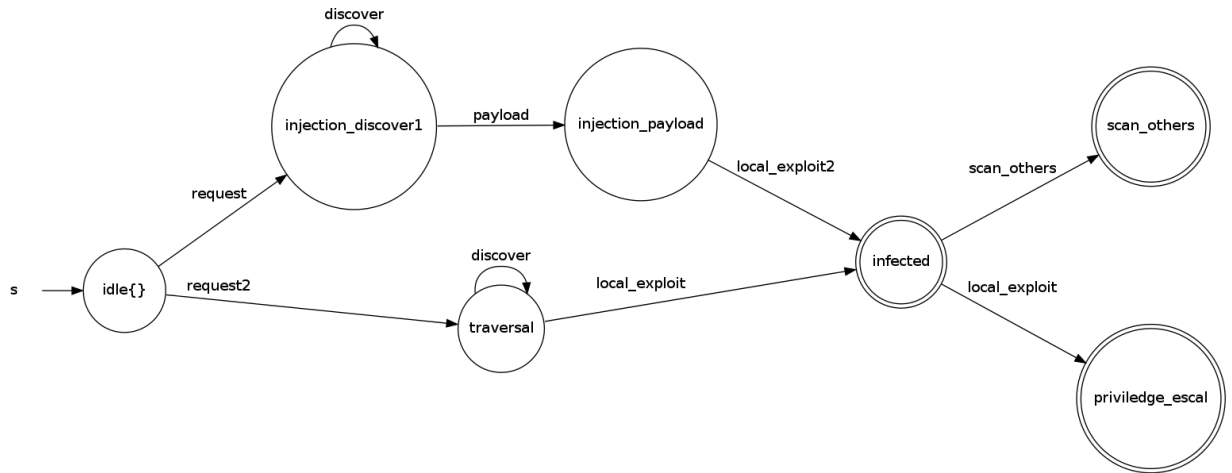 discover
injection_discover1
payload
injection_payload
scan_others
local_exploit2
scan_others
request
discover
infected
s
idle{}
request2
local_exploit
local_exploit
traversal
priviledge_escal